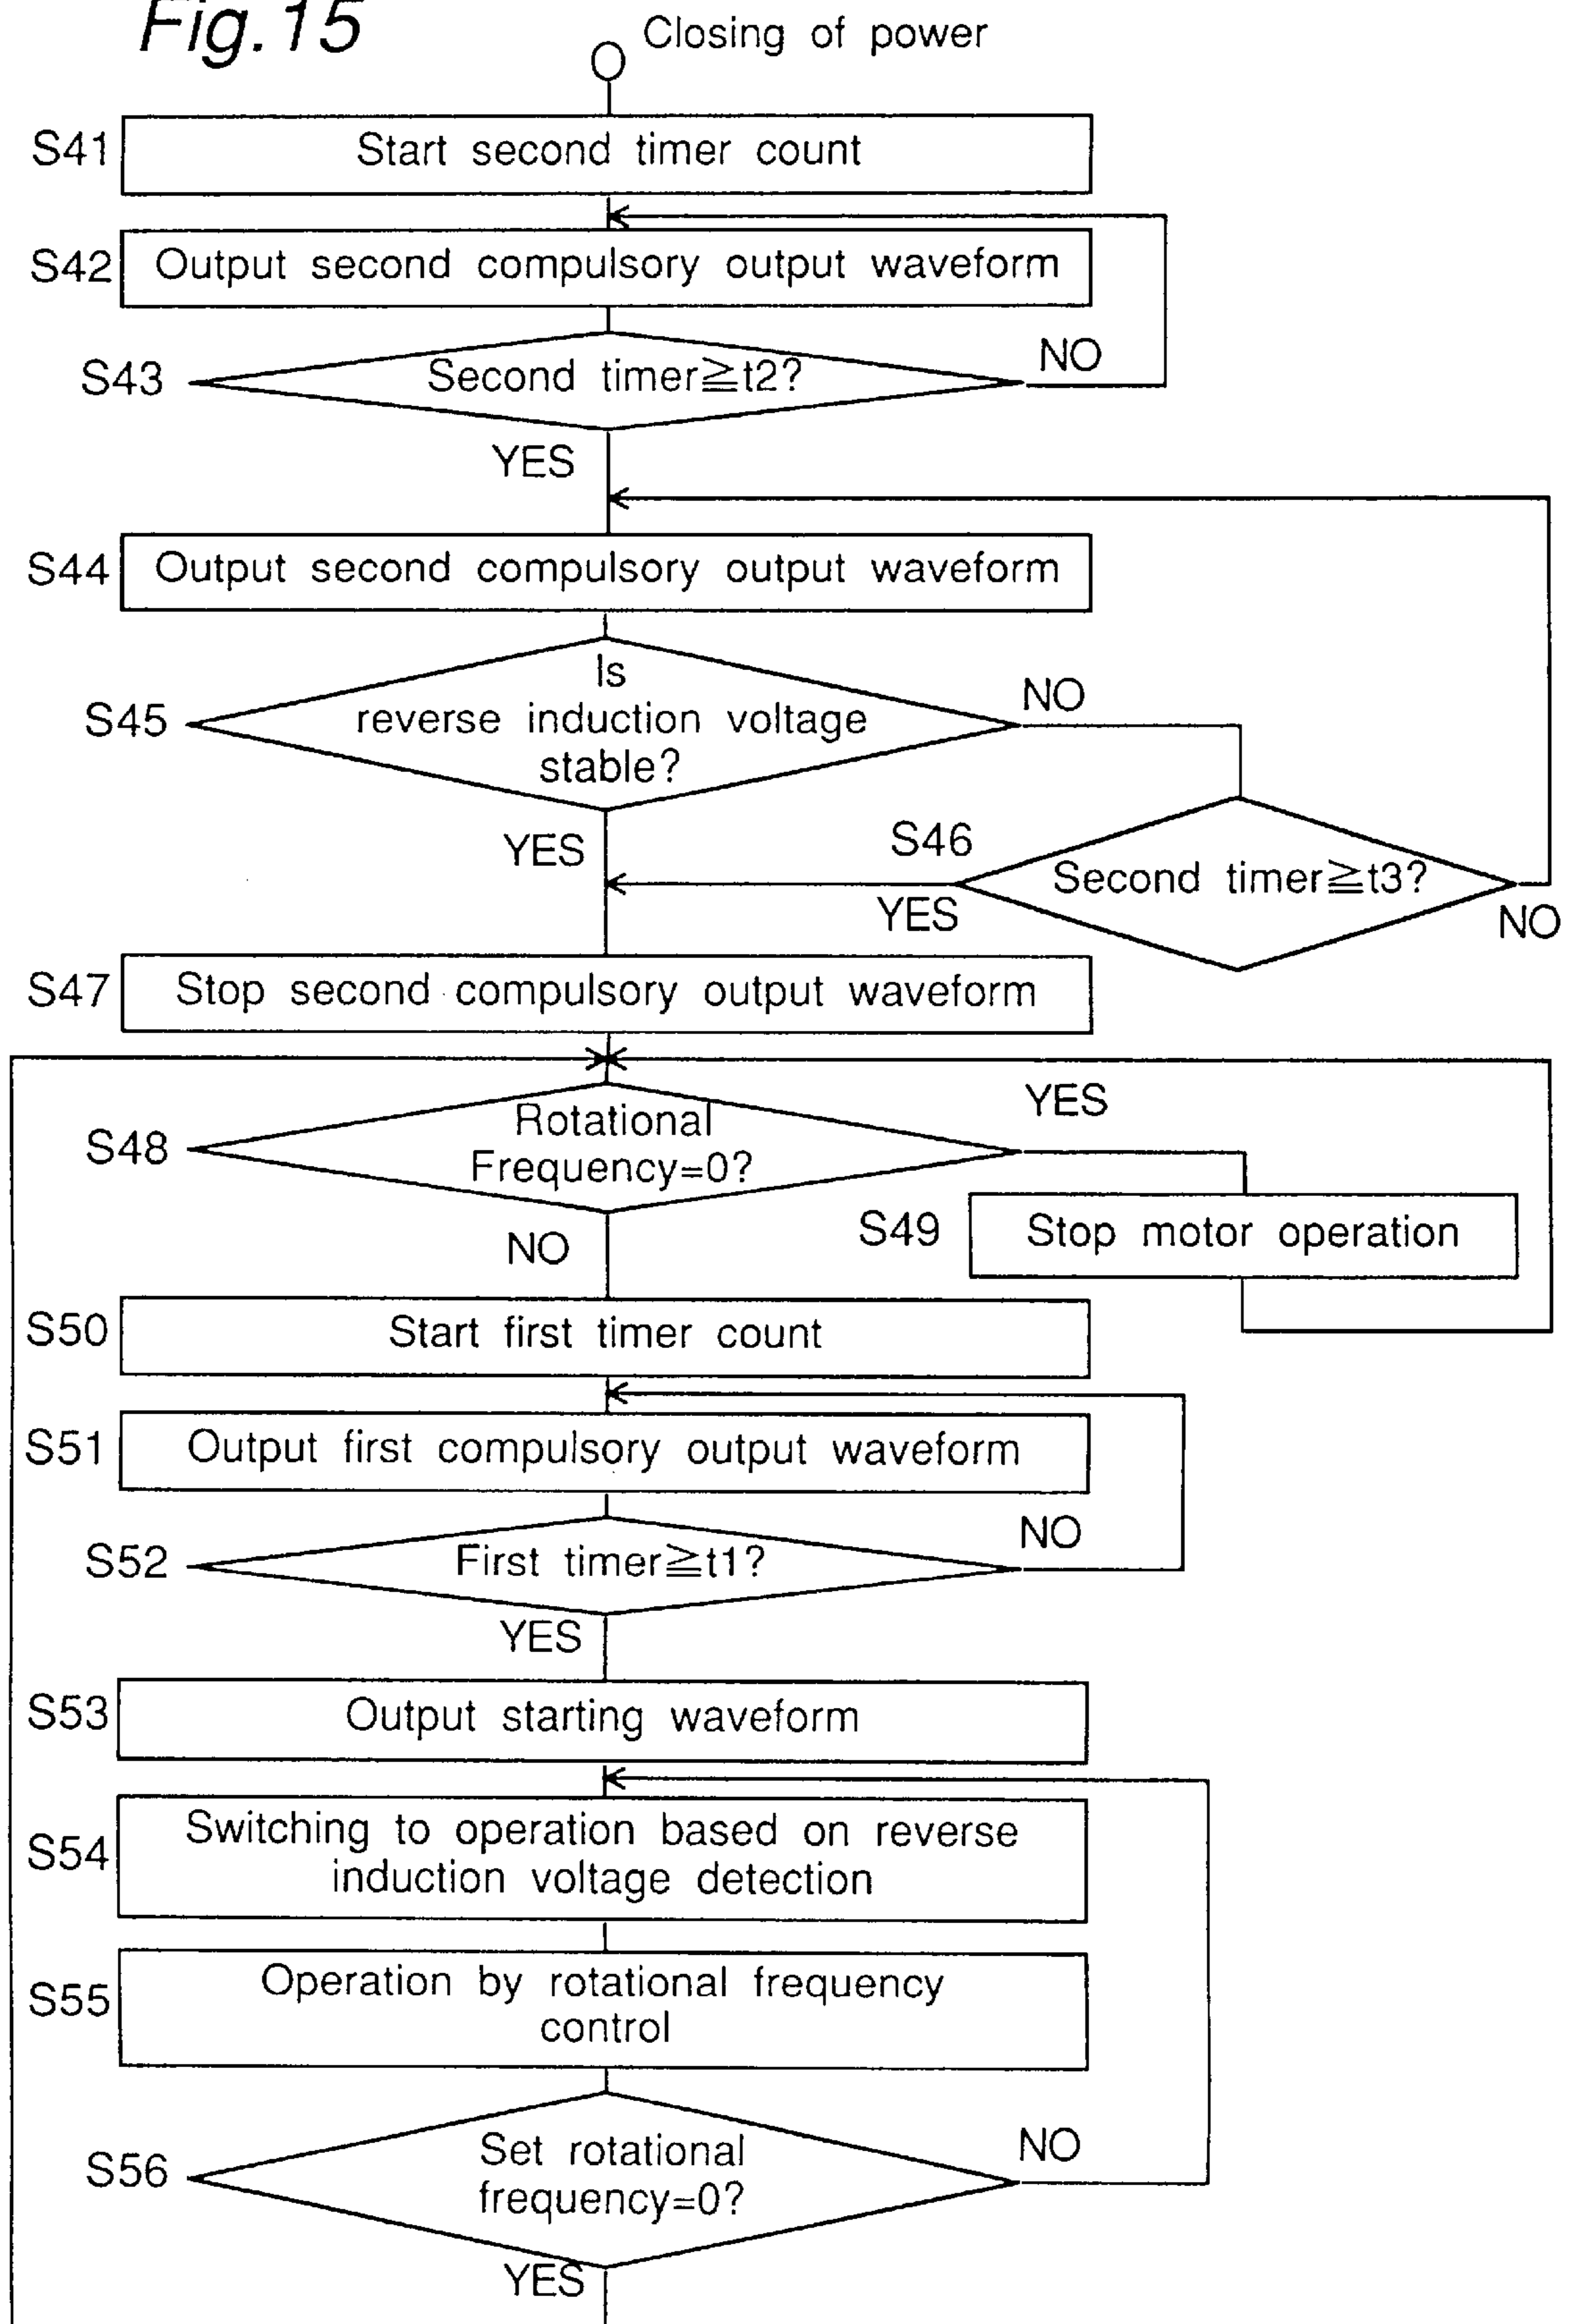 Fig.15
Closing of power
S41
Start second timer count
S42
Output second compulsory output waveform
S43
Second timer≧t2?
NO
YES
S44
Output second compulsory output waveform
S45
Is
reverse induction voltage
stable?
NO
YES
S46
Second timer≧t3?
YES
NO
S47
Stop second compulsory output waveform
S48
Rotational
Frequency=0?
YES
NO
S49
Stop motor operation
S50
Start first timer count
S51
Output first compulsory output waveform
S52
First timer≧t1?
NO
YES
S53
Output starting waveform
S54
Switching to operation based on reverse
induction voltage detection
S55
Operation by rotational frequency
control
S56
Set rotational
frequency=0?
NO
YES